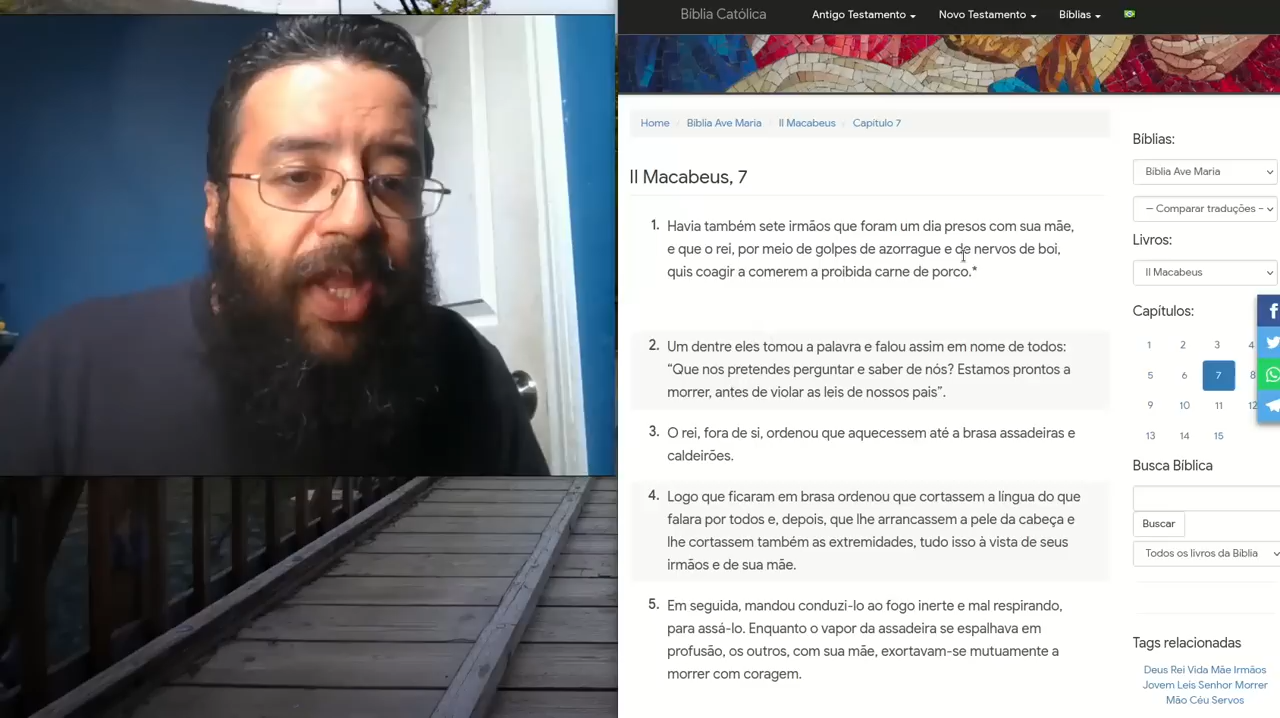 Bíblia Católica Antigo Testamento Novo Testamento Bíblias
Home / Bíblia Ave Maria / II Macabeus / Capítulo 7
II Macabeus, 7
1. Havia também sete irmãos que foram um dia presos com sua mãe,
e que o rei, por meio de golpes de azorrague e de nervos de boi,
quis coagir a comerem a proibida carne de porco.*
2. Um dentre eles tomou a palavra e falou assim em nome de todos:
“Que nos pretendes perguntar e saber de nós? Estamos prontos a
morrer, antes de violar as leis de nossos pais”.
3. O rei, fora de si, ordenou que aquecessem até a brasa assadeiras e
caldeirões.
4. Logo que ficaram em brasa ordenou que cortassem a língua do que
falara por todos e, depois, que lhe arrancassem a pele da cabeça e
lhe cortassem também as extremidades, tudo isso à vista de seus
irmãos e de sua mãe.
5. Em seguida, mandou conduzi-lo ao fogo inerte e mal respirando,
para assá-lo. Enquanto o vapor da assadeira se espalhava em
profusão, os outros, com sua mãe, exortavam-se mutuamente a
morrer com coragem.
Bíblias:
Bíblia Ave Maria
-- Comparar traduções --
Livros:
II Macabeus
Capítulos:
1 2 3 4
5 6 7 8
9 10 11 12
13 14 15
Busca Bíblica
Buscar
Todos os livros da Bíblia
Tags relacionadas
Deus Rei Vida Mãe Irmãos
Jovem Leis Senhor Morrer
Mão Céu Servos